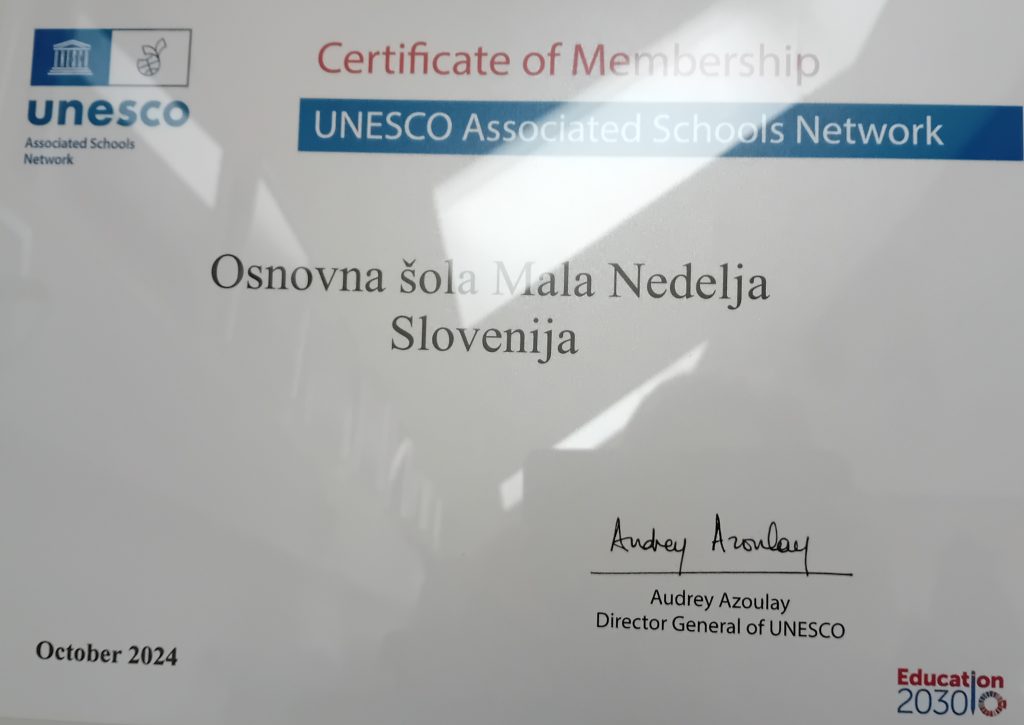 unesco
Associated Schools
Network
Certificate of Membership
UNESCO Associated Schools Network
Osnovna šola Mala Nedelja
Slovenija
Audrey Azoulay
Audrey Azoulay
Director General of UNESCO
October 2024
Education
2030